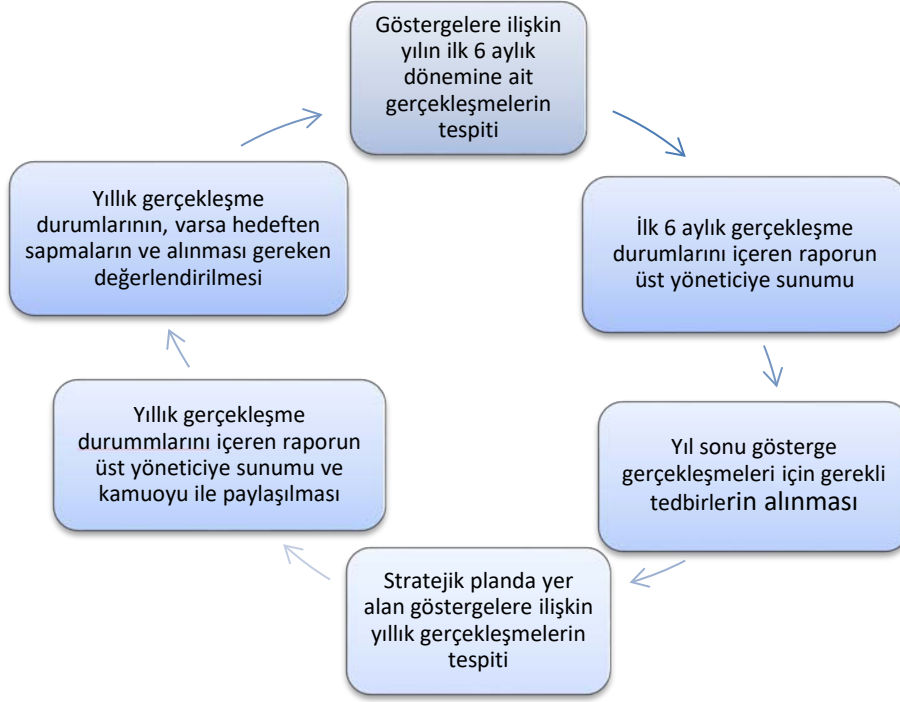 Göstergelere ilişkin
yılın ilk 6 aylık
dönemine ait
gerçekleşmelerin
tespiti
İlk 6 aylık gerçekleşme
durumlarını içeren raporun
üst yöneticiye sunumu
Yıl sonu gösterge
gerçekleşmeleri için gerekli
tedbirlerin alınması
Stratejik planda yer
alan göstergelere ilişkin
yıllık gerçekleşmelerin
tespiti
Yıllık gerçekleşme
durummlarını içeren raporun
üst yöneticiye sunumu ve
kamuoyu ile paylaşılması
Yıllık gerçekleşme
durumlarının, varsa hedeften
sapmaların ve alınması gereken
değerlendirilmesi